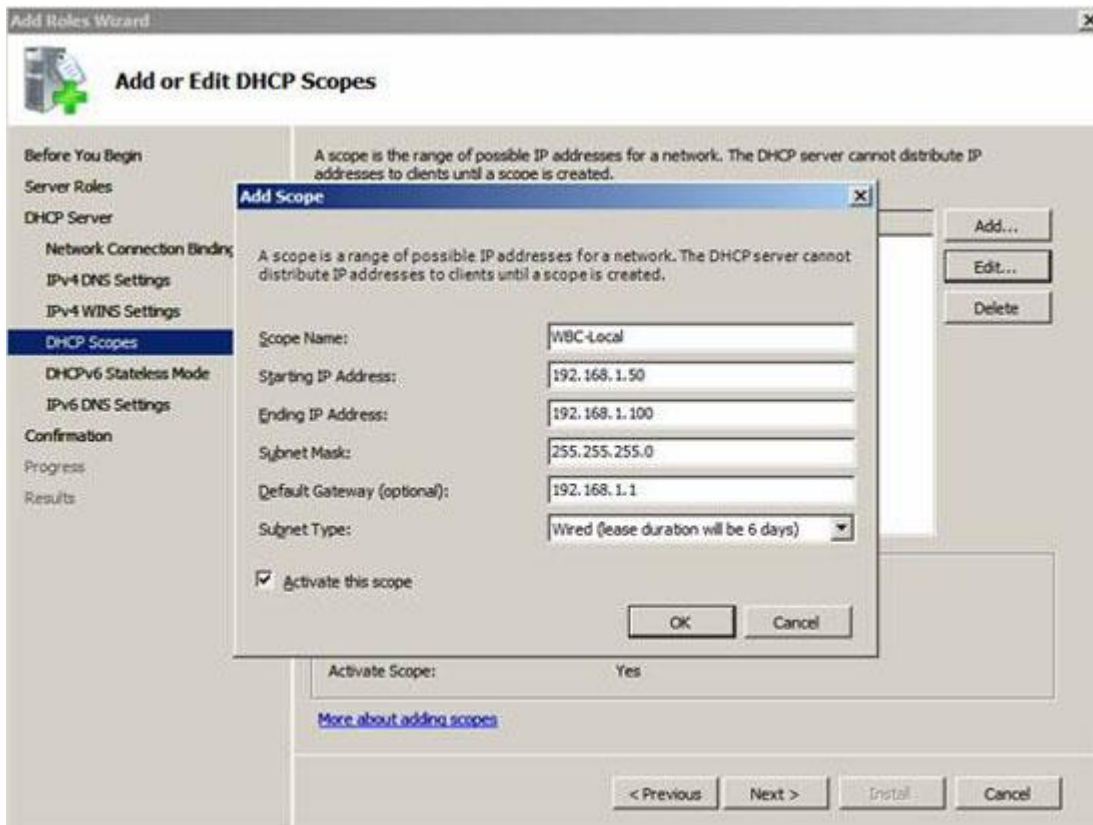 Add Roles Wizard
Add or Edit DHCP Scopes
Before You Begin
Server Roles
DHCP Server
Network Connection Binding
IPv4 DNS Settings
IPv4 WINS Settings
DHCP Scopes
DHCPv6 Stateless Mode
IPv6 DNS Settings
Confirmation
Progress
Results
A scope is the range of possible IP addresses for a network. The DHCP server cannot distribute IP
addresses to clients until a scope is created.
Add...
Edit...
Delete
Add Scope
A scope is a range of possible IP addresses for a network. The DHCP server cannot
distribute IP addresses to clients until a scope is created.
Scope Name: WBC-Local
Starting IP Address: 192.168.1.50
Ending IP Address: 192.168.1.100
Subnet Mask: 255.255.255.0
Default Gateway (optional): 192.168.1.1
Subnet Type: Wired (lease duration will be 6 days)
Activate this scope
OK Cancel
Activate Scope: Yes
More about adding scopes
< Previous Next > Install Cancel